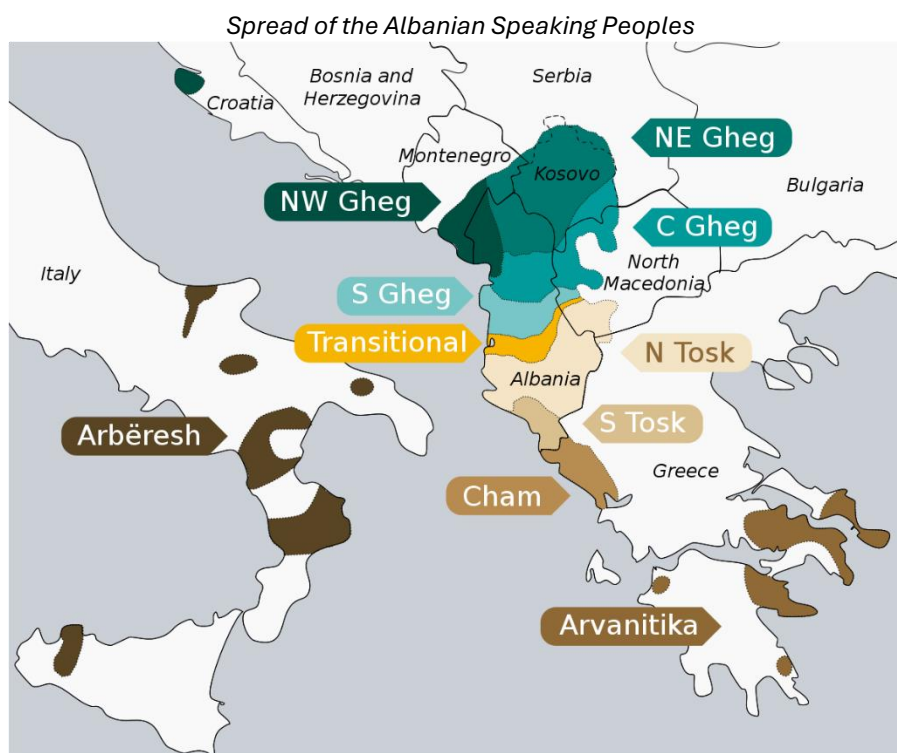 Spread of the Albanian Speaking Peoples
Bosnia and
Herzegovina
Serbia
Croatia
NE Gheg
Montenegro
Kosovo
Bulgaria
NW Gheg
C Gheg
Italy
North
Macedonia
S Gheg
Transitional
N Tosk
Albania
S Tosk
Arbëresh
Greece
Cham
Arvanitika